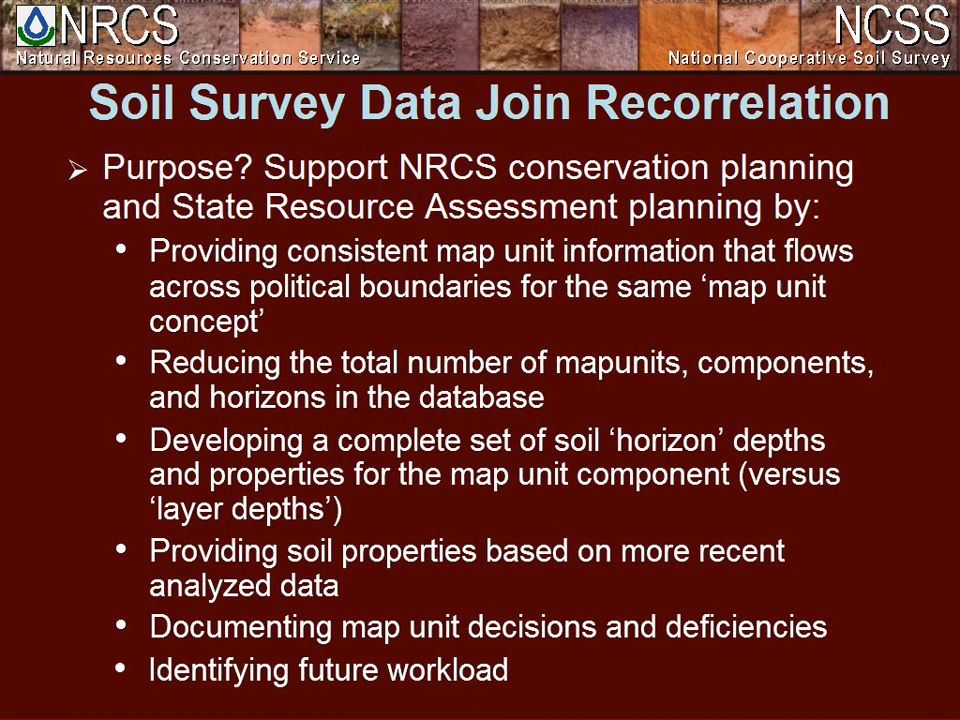 NRCS
Natural Resources Conservation Service
NCSS
National Cooperative Soil Survey
Soil Survey Data Join Recorrelation
➢ Purpose? Support NRCS conservation planning
and State Resource Assessment planning by:
• Providing consistent map unit information that flows
across political boundaries for the same ‘map unit
concept’
• Reducing the total number of mapunits, components,
and horizons in the database
• Developing a complete set of soil ‘horizon’ depths
and properties for the map unit component (versus
‘layer depths’)
• Providing soil properties based on more recent
analyzed data
• Documenting map unit decisions and deficiencies
• Identifying future workload